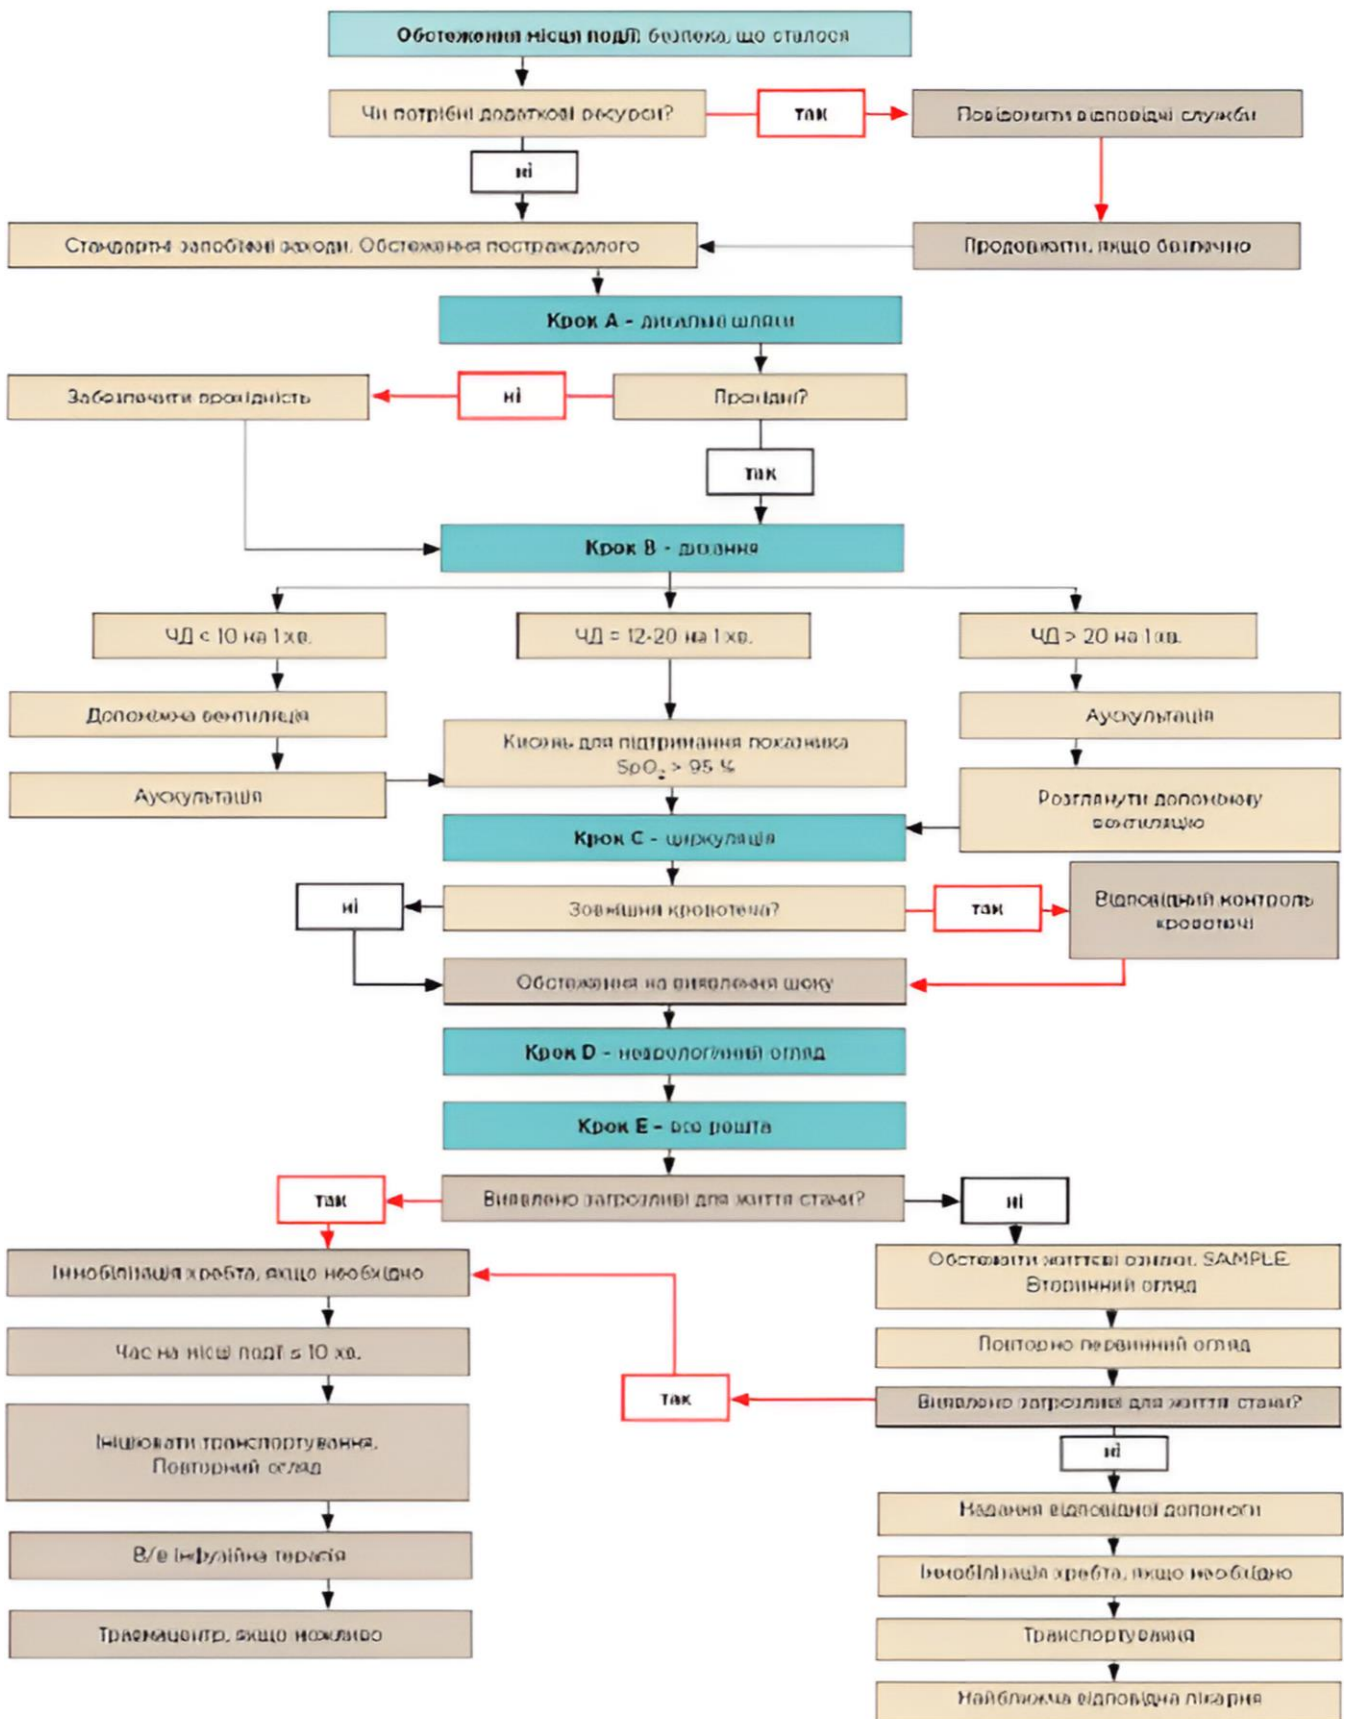 Обстеження місця події: безпека, що сталося
Чи потрібні додаткові ресурси?
так
Повідомити відповідні служби
ні
Стандартні запобіжні заходи. Обстеження постраждалого
Продовжити, якщо безпечно
Крок A - дихальні шляхи
Забезпечити прохідність
ні
Прохідні?
так
Крок B - дихання
ЧД < 10 на 1 хв.
ЧД = 12-20 на 1 хв.
ЧД > 20 на 1 хв.
Допоміжна вентиляція
Аускультація
Кисень для підтримання показника
SpO₂ > 95 %
Аускультація
Розглянути допоміжну
вентиляцію
Крок C - циркуляція
ні
Зовнішня кровотеча?
так
Відповідний контроль
кровотечі
Обстеження на виявлення шоку
Крок D - неврологічний огляд
Крок E - все решта
так
Виявлено загрозливі для життя стани?
ні
Іммобілізація хребта, якщо необхідно
Обстежити життєві ознаки, SAMPLE.
Вторинний огляд
Час на місці події ≤ 10 хв.
Повторно первинний огляд
так
Виявлено загрозливі для життя стани?
ні
Ініціювати транспортування.
Повторний огляд
Надання відповідної допомоги
В/в інфузійна терапія
Іммобілізація хребта, якщо необхідно
Травмацентр, якщо можливо
Транспортування
Найближча відповідна лікарня